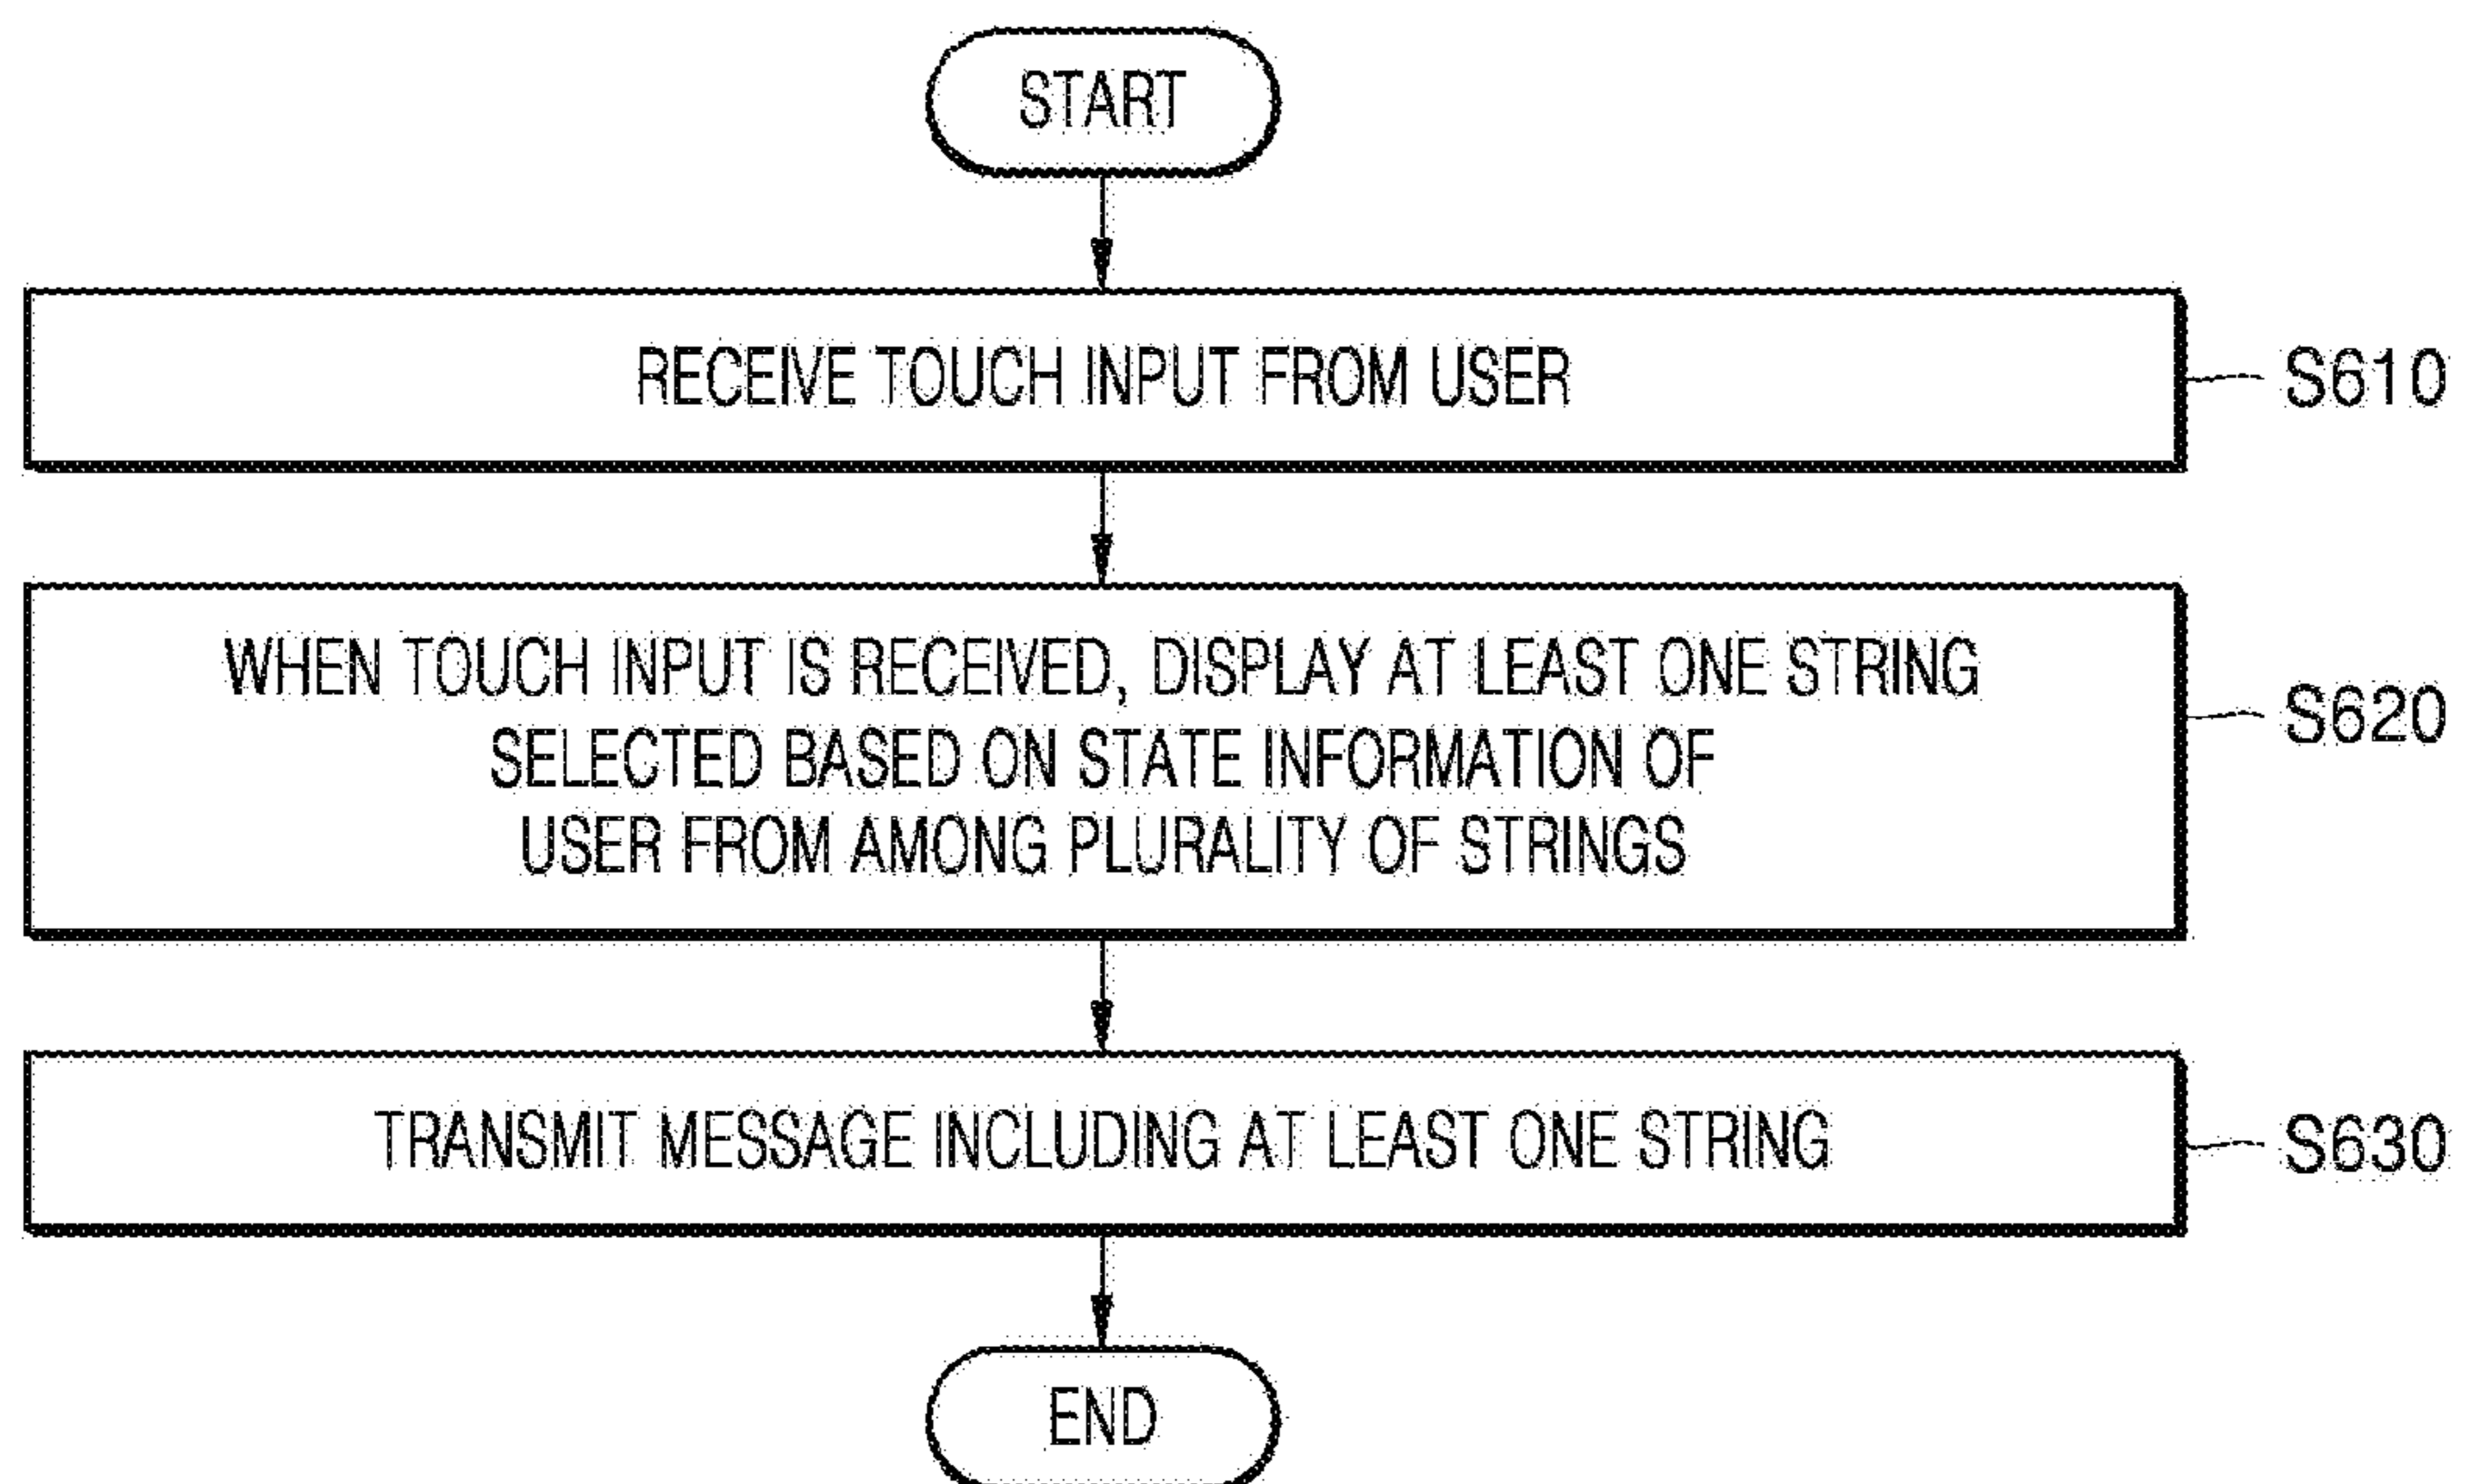 START
RECEIVE TOUCH INPUT FROM USER
S610
WHEN TOUCH INPUT IS RECEIVED, DISPLAY AT LEAST ONE STRING
SELECTED BASED ON STATE INFORMATION OF
USER FROM AMONG PLURALITY OF STRINGS
S620
TRANSMIT MESSAGE INCLUDING AT LEAST ONE STRING
S630
END